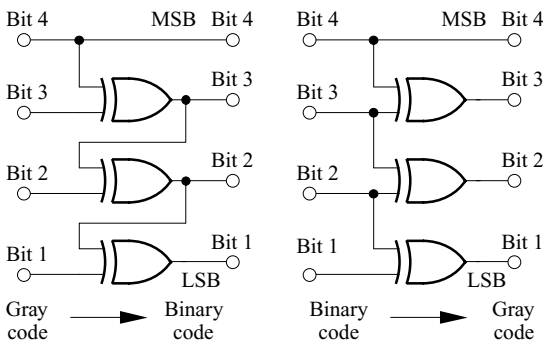 Bit 4 MSB Bit 4
Bit 3 Bit 3
Bit 2 Bit 2
Bit 1 Bit 1
LSB
Gray code Binary code
Bit 4 MSB Bit 4
Bit 3 Bit 3
Bit 2 Bit 2
Bit 1 Bit 1
LSB
Binary code Gray code